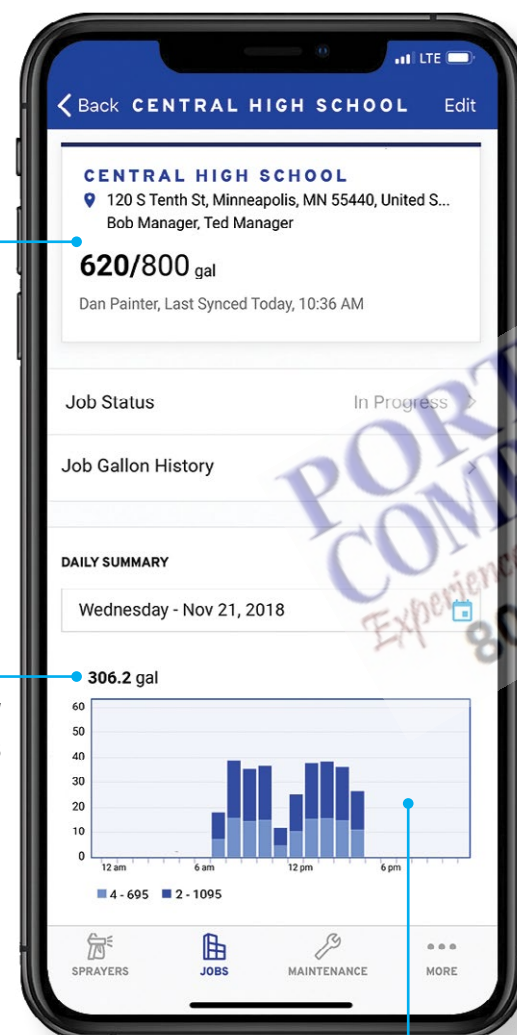 LTE
Back CENTRAL HIGH SCHOOL Edit
CENTRAL HIGH SCHOOL
120 S Tenth St, Minneapolis, MN 55440, United S...
Bob Manager, Ted Manager
620/800 gal
Dan Painter, Last Synced Today, 10:36 AM
Job Status In Progress
Job Gallon History
DAILY SUMMARY
Wednesday - Nov 21, 2018
306.2 gal
60
50
40
30
20
10
0
12 am 6 am 12 pm 6 pm
4 - 695 2 - 1095
SPRAYERS JOBS MAINTENANCE MORE